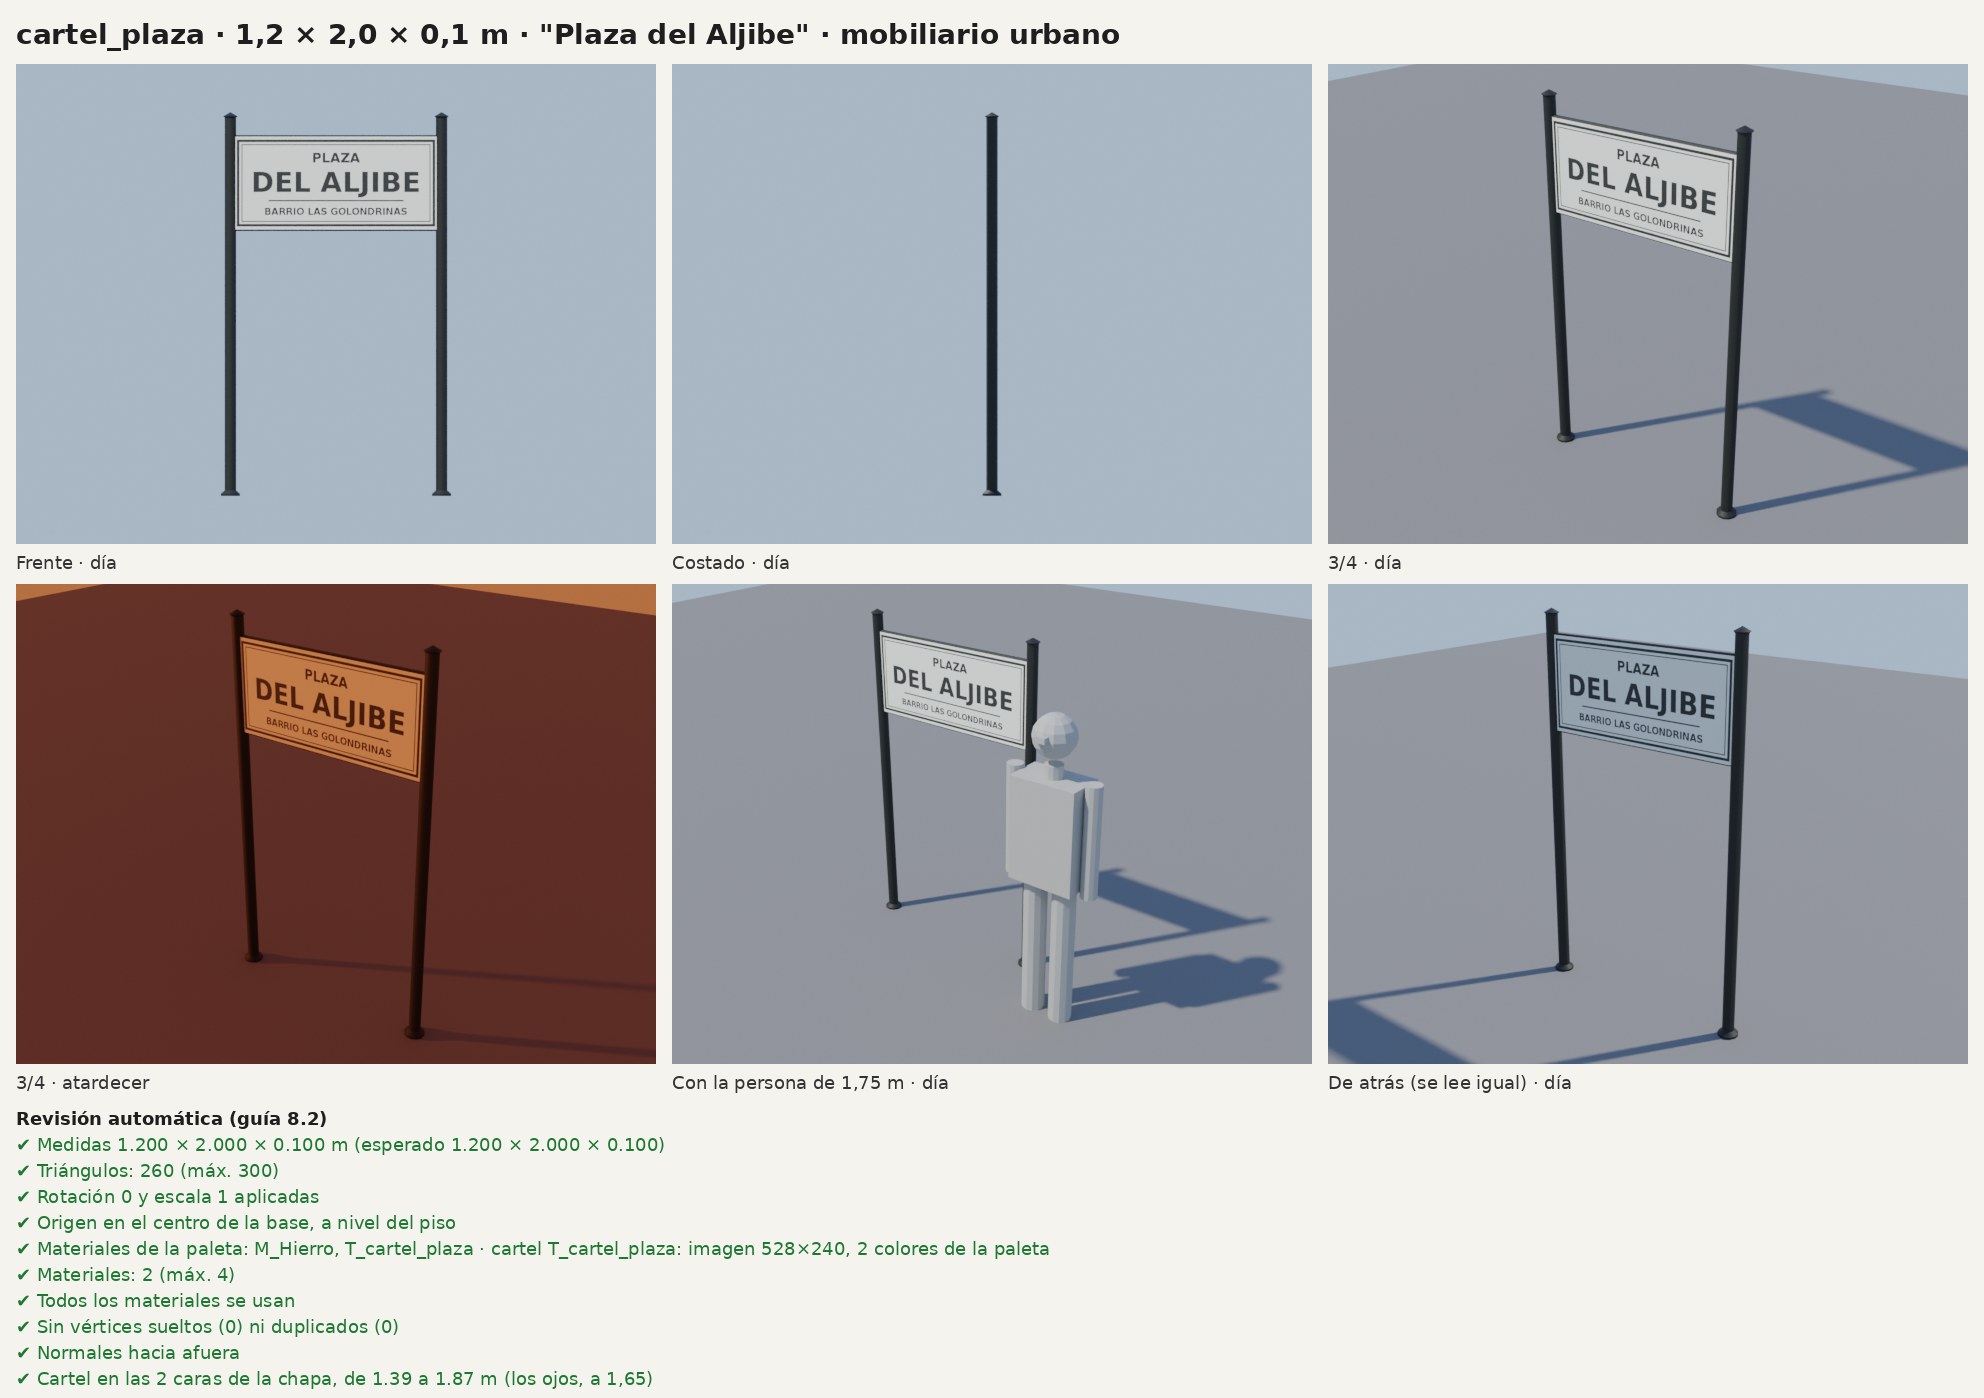 cartel_plaza · 1,2 × 2,0 × 0,1 m · "Plaza del Aljibe" · mobiliario urbano
PLAZA
DEL ALJIBE
BARRIO LAS GOLONDRINAS
Frente · día
Costado · día
PLAZA
DEL ALJIBE
BARRIO LAS GOLONDRINAS
3/4 · día
PLAZA
DEL ALJIBE
BARRIO LAS GOLONDRINAS
3/4 · atardecer
PLAZA
DEL ALJIBE
BARRIO LAS GOLONDRINAS
Con la persona de 1,75 m · día
PLAZA
DEL ALJIBE
BARRIO LAS GOLONDRINAS
De atrás (se lee igual) · día
Revisión automática (guía 8.2)
✔ Medidas 1.200 × 2.000 × 0.100 m (esperado 1.200 × 2.000 × 0.100)
✔ Triángulos: 260 (máx. 300)
✔ Rotación 0 y escala 1 aplicadas
✔ Origen en el centro de la base, a nivel del piso
✔ Materiales de la paleta: M_Hierro, T_cartel_plaza · cartel T_cartel_plaza: imagen 528×240, 2 colores de la paleta
✔ Materiales: 2 (máx. 4)
✔ Todos los materiales se usan
✔ Sin vértices sueltos (0) ni duplicados (0)
✔ Normales hacia afuera
✔ Cartel en las 2 caras de la chapa, de 1.39 a 1.87 m (los ojos, a 1,65)